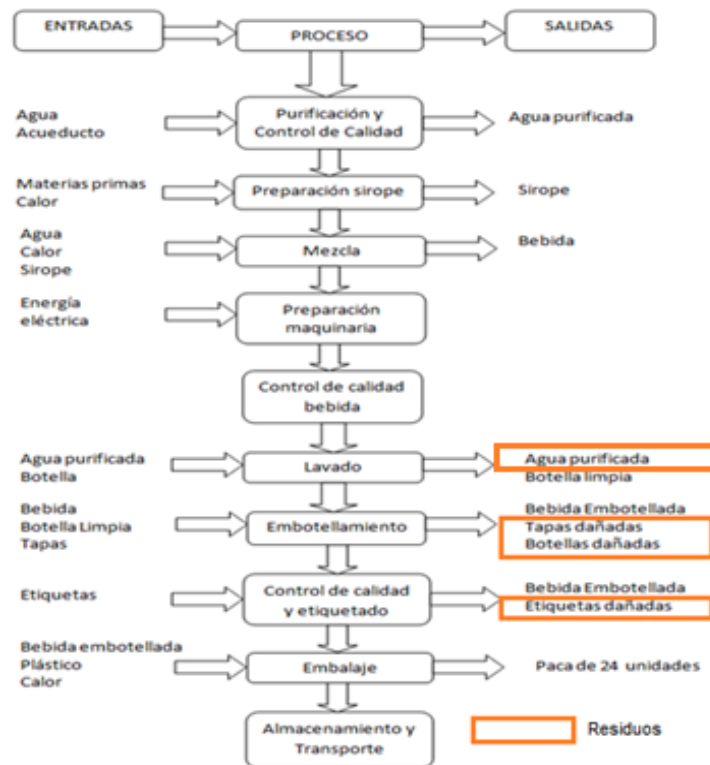 ENTRADAS
PROCESO
SALIDAS
Agua
Acueducto
Purificación y
Control de Calidad
Agua purificada
Materias primas
Calor
Preparación sirope
Sirope
Agua
Calor
Sirope
Mezcla
Bebida
Energía
eléctrica
Preparación
maquinaria
Control de calidad
bebida
Agua purificada
Botella
Lavado
Agua purificada
Botella limpia
Bebida
Botella Limpia
Tapas
Embotellamiento
Bebida Embotellada
Tapas dañadas
Botellas dañadas
Etiquetas
Control de calidad
y etiquetado
Bebida Embotellada
Etiquetas dañadas
Bebida embotellada
Plástico
Calor
Embalaje
Paca de 24 unidades
Almacenamiento y
Transporte
Residuos